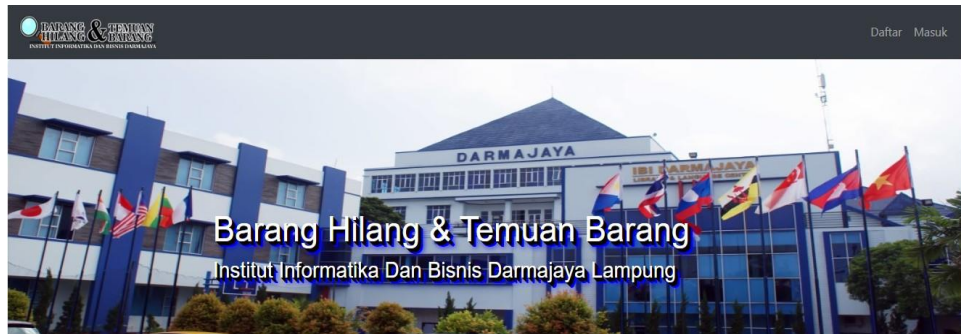 BARANG HILANG & TEMUAN BARANG
INSTITUT INFORMATIKA DAN BISNIS DARMAJAYA
Daftar Masuk
DARMAJAYA
IBI DARMAJAYA
Barang Hilang & Temuan Barang
Institut Informatika Dan Bisnis Darmajaya Lampung